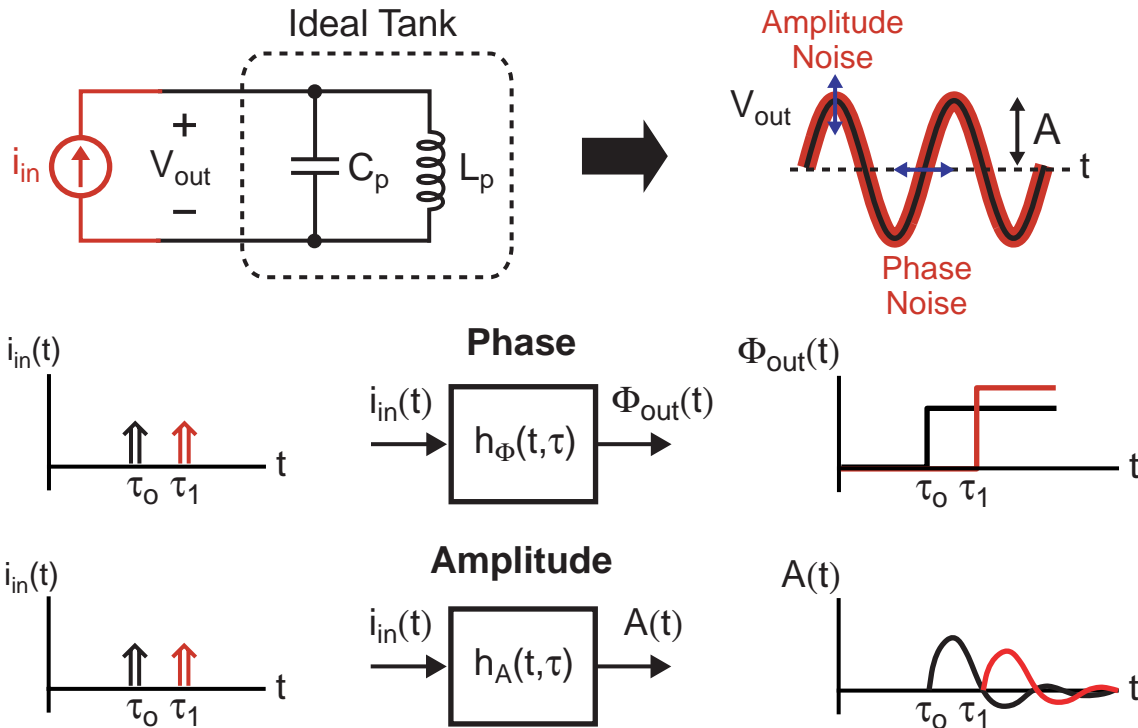 Ideal Tank
Amplitude
Noise
i_in
+
V_out
−
C_p
L_p
V_out
A
t
Phase
Noise
i_in(t)
τ_o
τ_1
t
Phase
i_in(t)
h_Φ(t,τ)
Φ_out(t)
Φ_out(t)
τ_o
τ_1
t
i_in(t)
τ_o
τ_1
t
Amplitude
i_in(t)
h_A(t,τ)
A(t)
A(t)
τ_o
τ_1
t